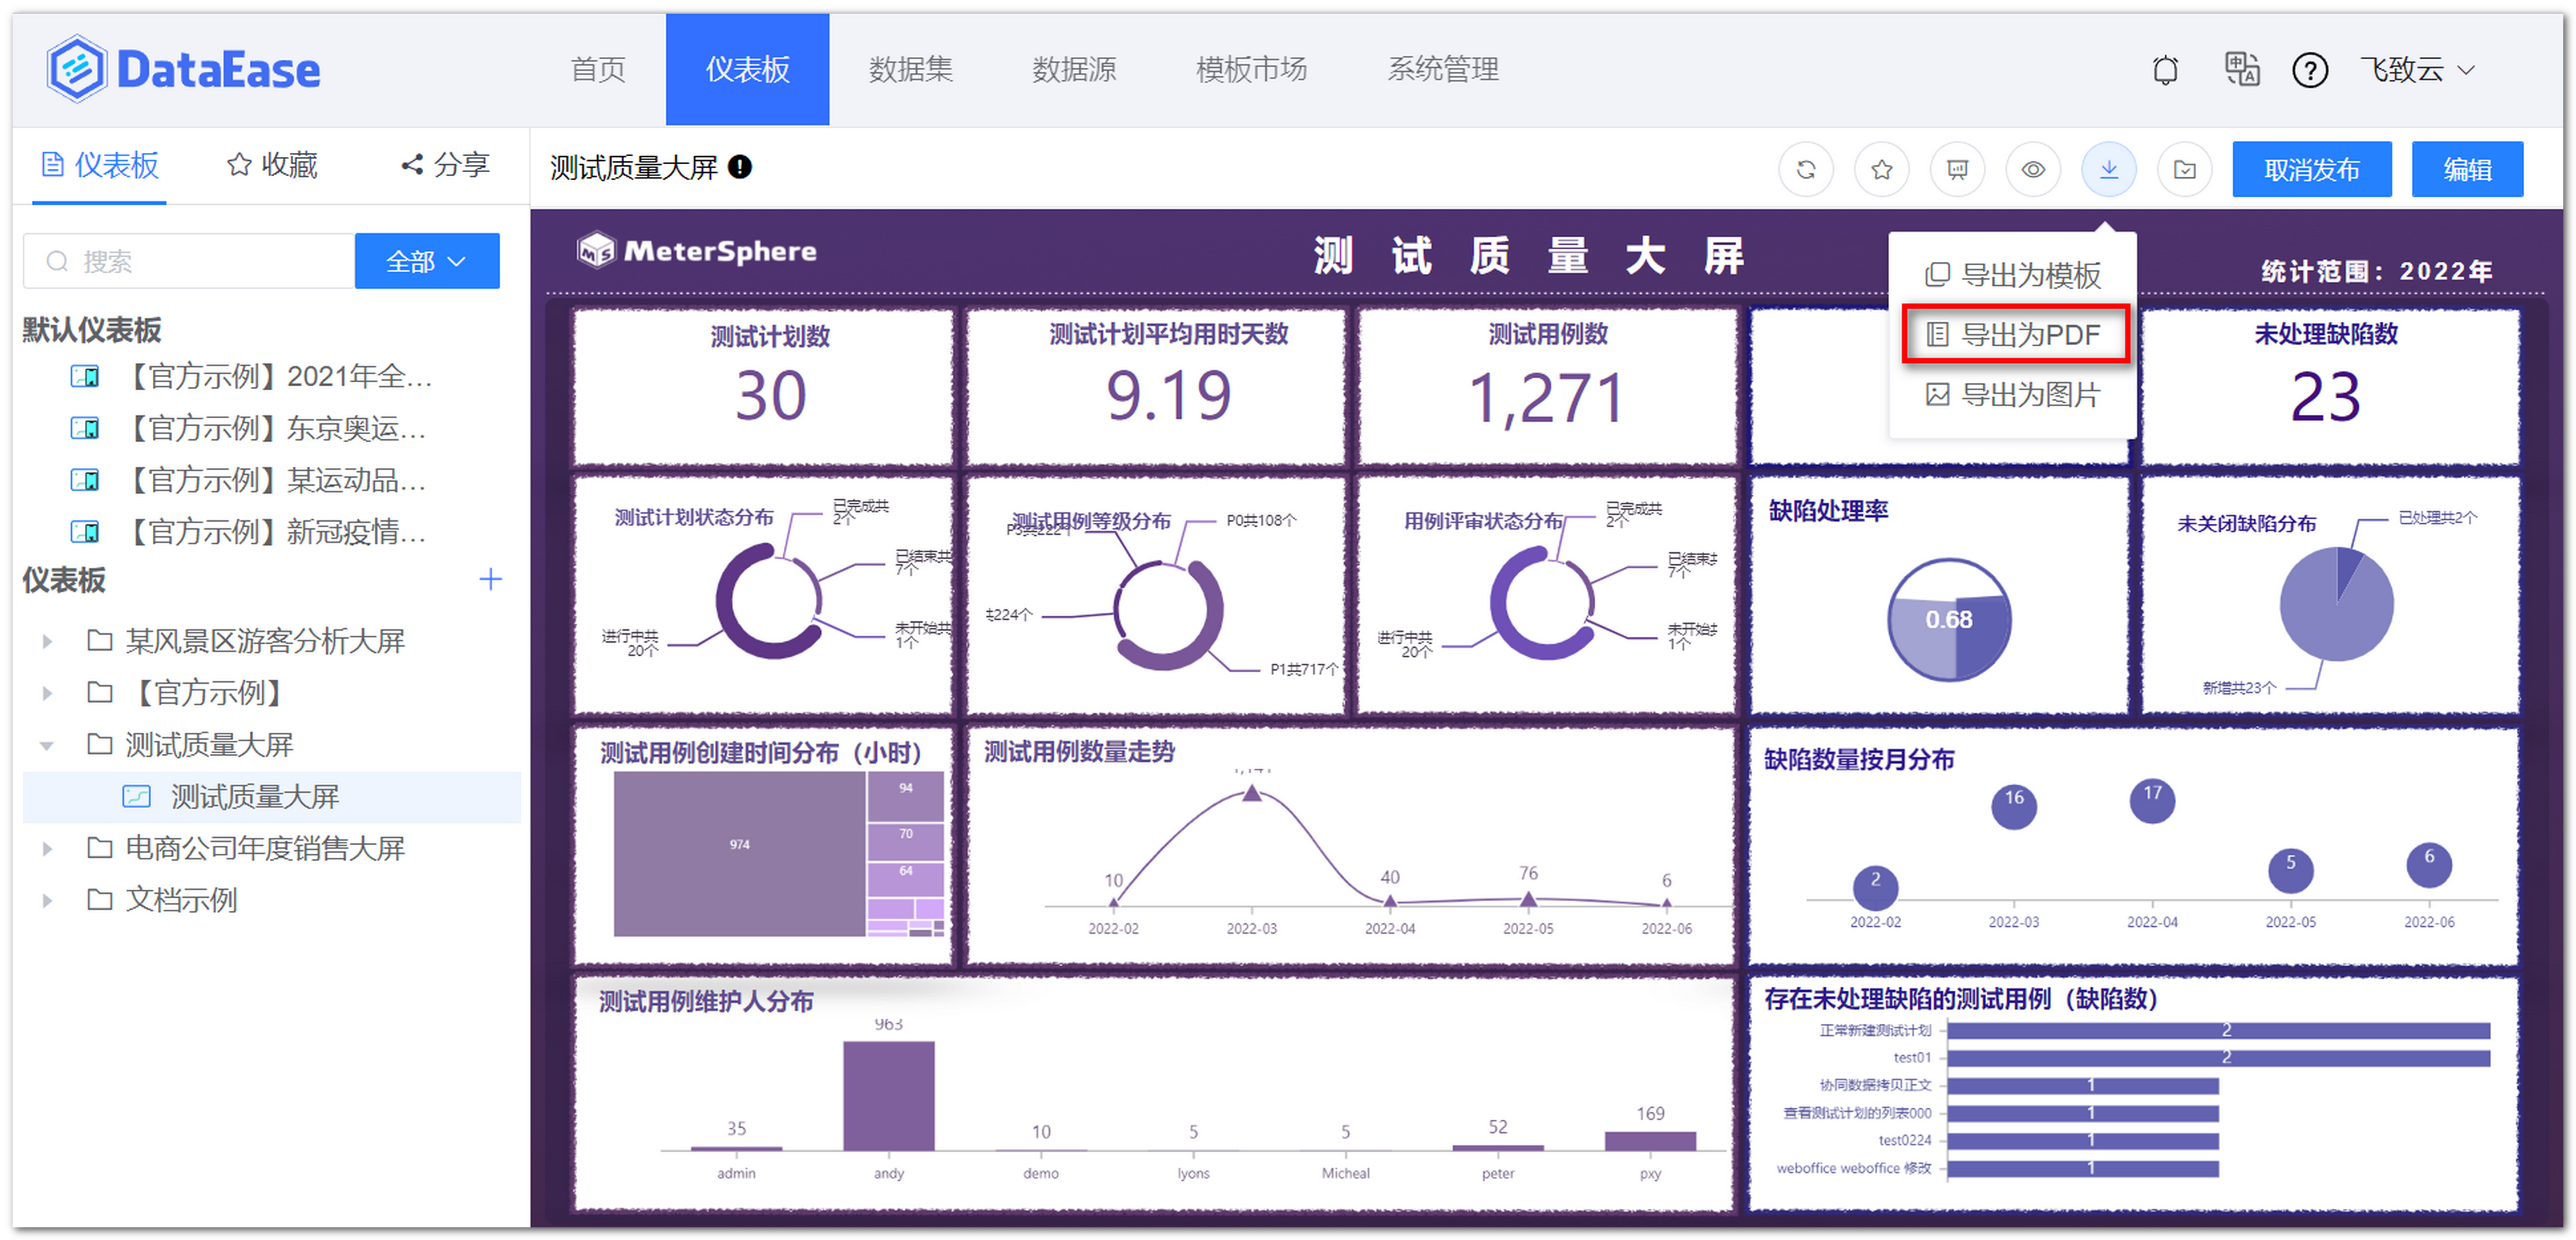 DataEase
首页
仪表板
数据集
数据源
模板市场
系统管理
中
A
?
飞致云
仪表板
收藏
分享
测试质量大屏
取消发布
编辑
搜索
全部
默认仪表板
【官方示例】2021年全...
【官方示例】东京奥运...
【官方示例】某运动品...
【官方示例】新冠疫情...
仪表板
某风景区游客分析大屏
【官方示例】
测试质量大屏
测试质量大屏
电商公司年度销售大屏
文档示例
导出为模板
导出为PDF
导出为图片
MS MeterSphere
测 试 质 量 大 屏
统计范围：2022年
测试计划数
30
测试计划平均用时天数
9.19
测试用例数
1,271
未处理缺陷数
23
测试计划状态分布
已完成共
2个
已结束共
7个
未开始共
1个
进行中共
20个
测试用例等级分布
P0共108个
P3共222个
共224个
P1共717个
用例评审状态分布
已完成共
2个
已结束共
7个
未开始共
1个
进行中共
20个
缺陷处理率
0.68
未关闭缺陷分布
已处理共2个
新增共23个
测试用例创建时间分布（小时）
974
94
70
64
测试用例数量走势
10
1,141
40
76
6
2022-02
2022-03
2022-04
2022-05
2022-06
缺陷数量按月分布
2
16
17
5
6
2022-02
2022-03
2022-04
2022-05
2022-06
测试用例维护人分布
35
963
10
5
5
52
169
admin
andy
demo
lyons
Micheal
peter
pxy
存在未处理缺陷的测试用例（缺陷数）
正常新建测试计划
2
test01
2
协同数据拷贝正文
1
查看测试计划的列表000
1
test0224
1
weboffice weboffice 修改
1